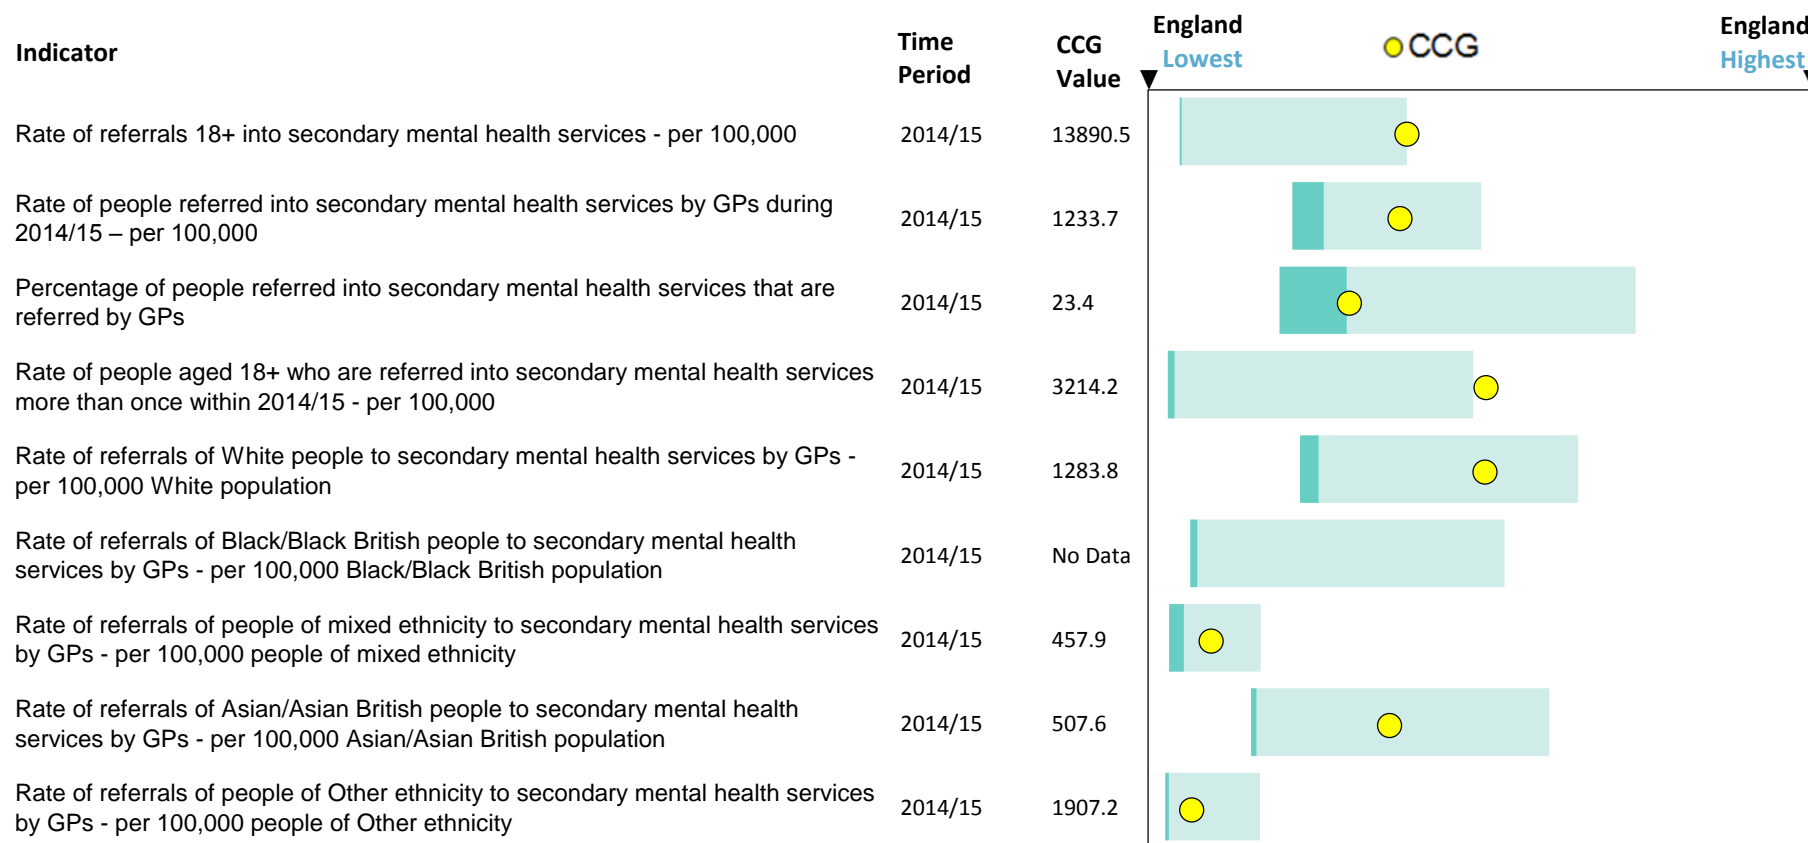 Indicator
Time
Period
CCG
Value
England
Lowest
CCG
England
Highest
Rate of referrals 18+ into secondary mental health services - per 100,000
2014/15
13890.5
Rate of people referred into secondary mental health services by GPs during
2014/15 – per 100,000
2014/15
1233.7
Percentage of people referred into secondary mental health services that are
referred by GPs
2014/15
23.4
Rate of people aged 18+ who are referred into secondary mental health services
more than once within 2014/15 - per 100,000
2014/15
3214.2
Rate of referrals of White people to secondary mental health services by GPs -
per 100,000 White population
2014/15
1283.8
Rate of referrals of Black/Black British people to secondary mental health
services by GPs - per 100,000 Black/Black British population
2014/15
No Data
Rate of referrals of people of mixed ethnicity to secondary mental health services
by GPs - per 100,000 people of mixed ethnicity
2014/15
457.9
Rate of referrals of Asian/Asian British people to secondary mental health
services by GPs - per 100,000 Asian/Asian British population
2014/15
507.6
Rate of referrals of people of Other ethnicity to secondary mental health services
by GPs - per 100,000 people of Other ethnicity
2014/15
1907.2